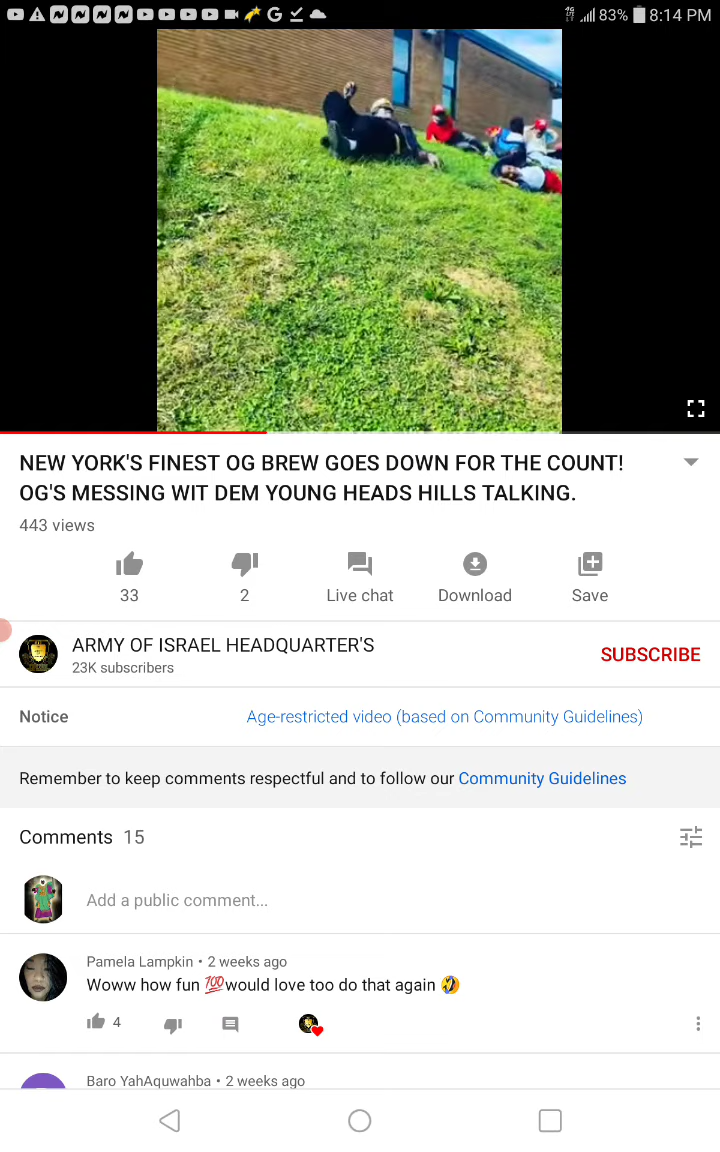 83% 8:14 PM
NEW YORK'S FINEST OG BREW GOES DOWN FOR THE COUNT!
OG'S MESSING WIT DEM YOUNG HEADS HILLS TALKING.
443 views
33 2 Live chat Download Save
ARMY OF ISRAEL HEADQUARTER'S
23K subscribers
SUBSCRIBE
Notice Age-restricted video (based on Community Guidelines)
Remember to keep comments respectful and to follow our Community Guidelines
Comments 15
Add a public comment...
Pamela Lampkin • 2 weeks ago
Woww how fun 💯would love too do that again 🤣
4
Baro YahAquwahba • 2 weeks ago